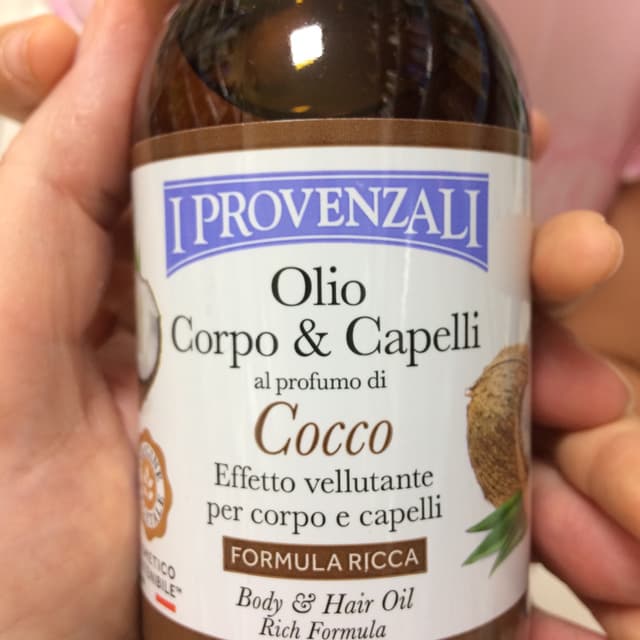 I PROVENZALI
Olio
Corpo & Capelli
al profumo di
Cocco
Effetto vellutante
per corpo e capelli
FORMULA RICCA
Body & Hair Oil
Rich Formula